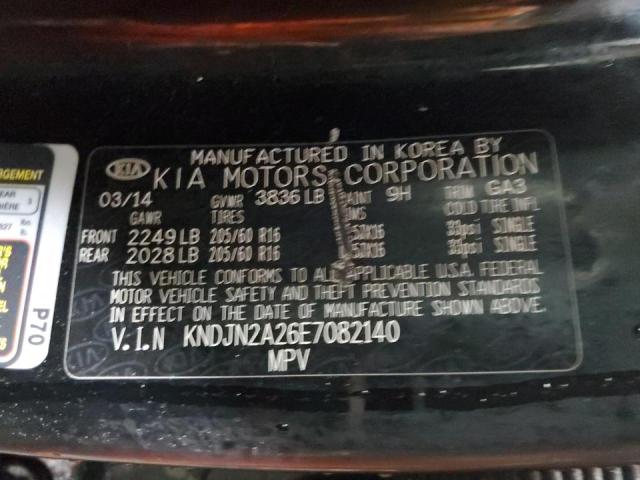 MANUFACTURED IN KOREA BY
KIA KIA MOTORS CORPORATION
03/14 GVWR 3836 LB PAINT 9H TRIM GA3
GAWR TIRES COLD TIRE INFL
FRONT 2249 LB 205/60 R16 33psi SINGLE
REAR 2028 LB 205/60 R16 33psi SINGLE
THIS VEHICLE CONFORMS TO ALL APPLICABLE U.S.A. FEDERAL
MOTOR VEHICLE SAFETY AND THEFT PREVENTION STANDARDS
IN EFFECT ON THE DATE OF MANUFACTURE SHOWN ABOVE.
V.I.N KNDJN2A26E7082140
MPV
P70